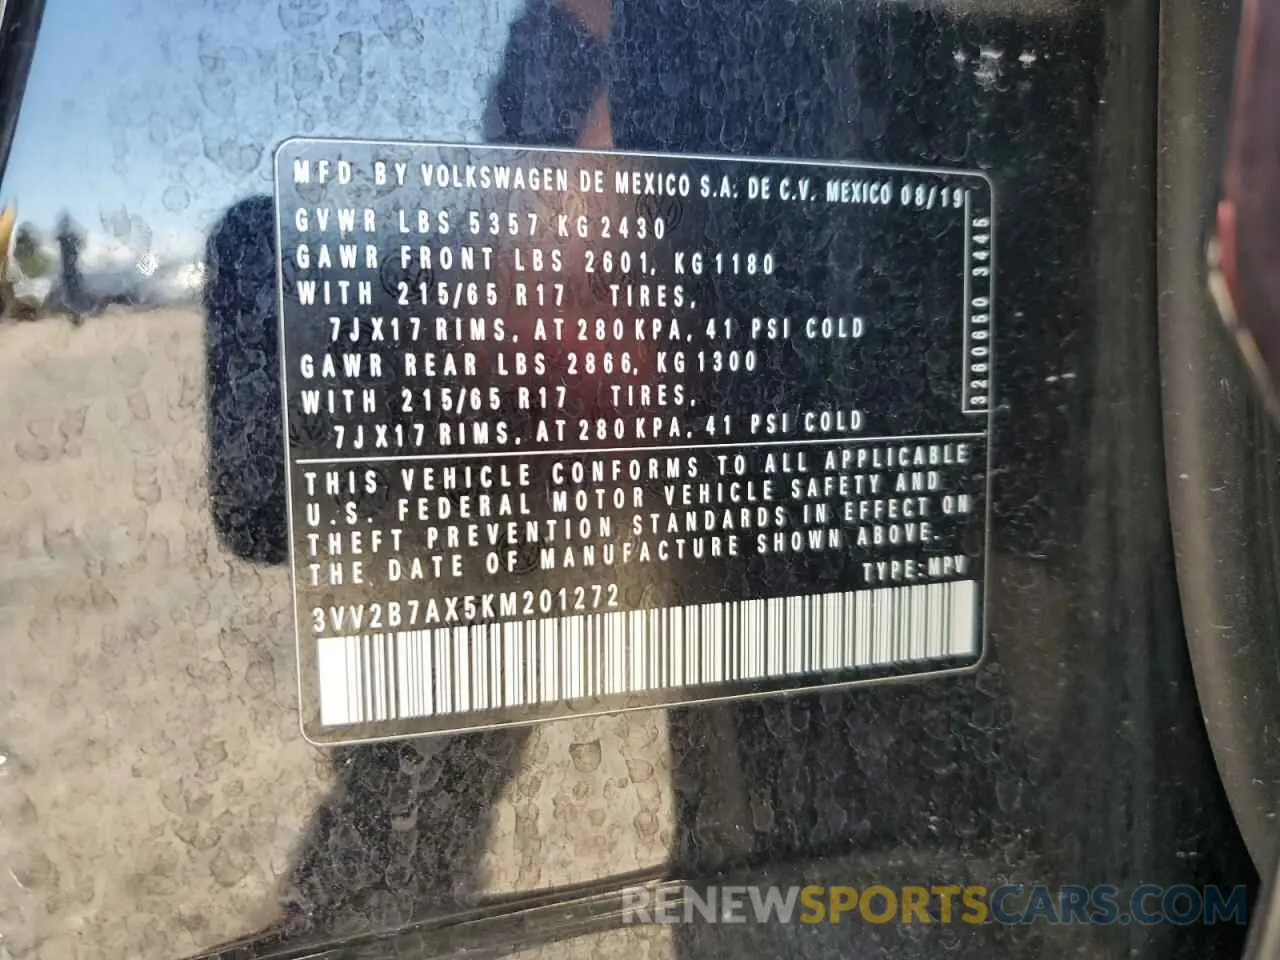 MFD BY VOLKSWAGEN DE MEXICO S.A. DE C.V. MEXICO 08/19
GVWR LBS 5357 KG 2430
GAWR FRONT LBS 2601, KG 1180
WITH 215/65 R17 TIRES,
7JX17 RIMS, AT 280 KPA, 41 PSI COLD
GAWR REAR LBS 2866, KG 1300
WITH 215/65 R17 TIRES,
7JX17 RIMS, AT 280 KPA, 41 PSI COLD
3260650 3445
THIS VEHICLE CONFORMS TO ALL APPLICABLE
U.S. FEDERAL MOTOR VEHICLE SAFETY AND
THEFT PREVENTION STANDARDS IN EFFECT ON
THE DATE OF MANUFACTURE SHOWN ABOVE.
TYPE: MPV
3VV2B7AX5KM201272
RENEWSPORTSCARS.COM